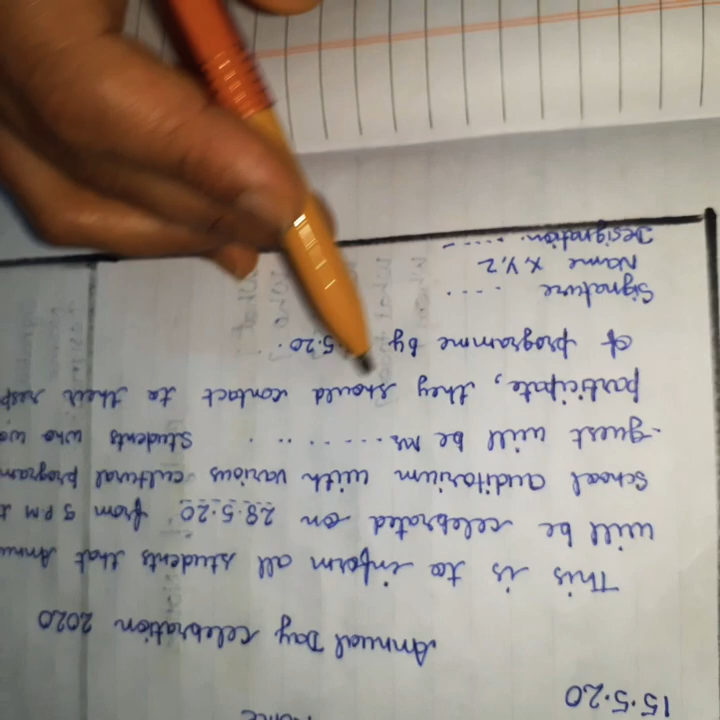 15.5.20
Annual Day celebration 2020
This is to inform all students that
will be celebrated on 28.5.20 from 5 P.M
School auditorium with various cultural
-guest will be Mr. ........ Students who
participate, they should contact to their
of programme by 5.20.
Signature ....
Name X.Y.Z
Designation.....